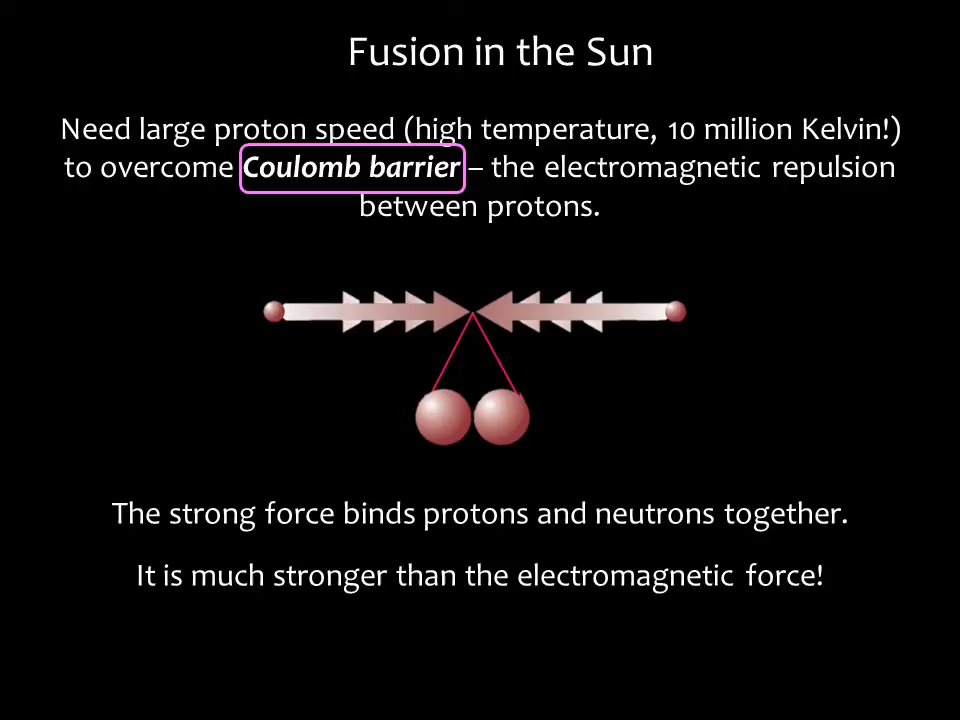 Fusion in the Sun
Need large proton speed (high temperature, 10 million Kelvin!)
to overcome Coulomb barrier – the electromagnetic repulsion
between protons.
The strong force binds protons and neutrons together.
It is much stronger than the electromagnetic force!